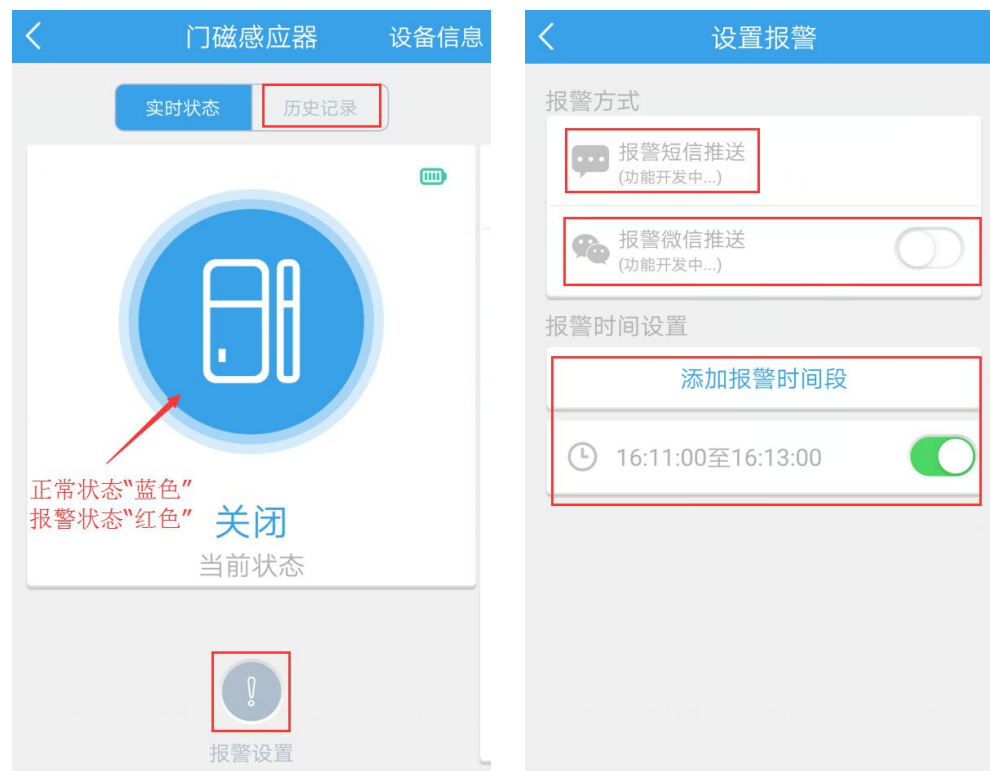 门磁感应器
设备信息
实时状态
历史记录
正常状态“蓝色”
报警状态“红色”
关闭
当前状态
报警设置
设置报警
报警方式
报警短信推送
(功能开发中...)
报警微信推送
(功能开发中...)
报警时间设置
添加报警时间段
16:11:00至16:13:00